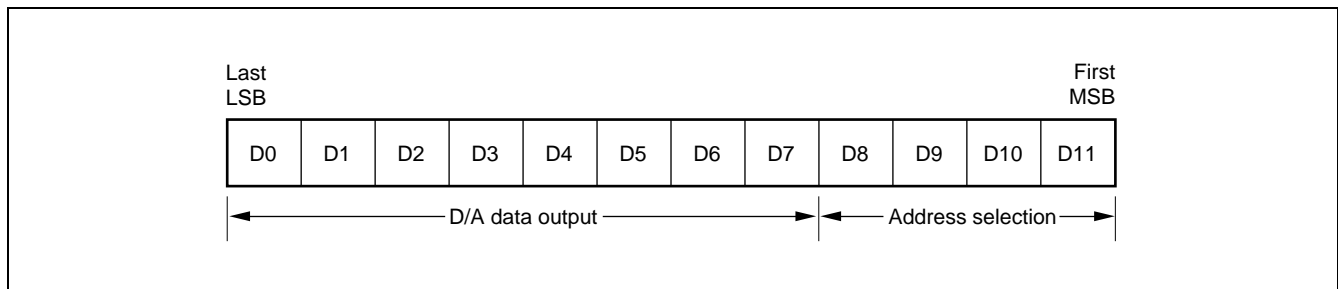 Last
LSB
First
MSB
D0 D1 D2 D3 D4 D5 D6 D7 D8 D9 D10 D11
D/A data output
Address selection